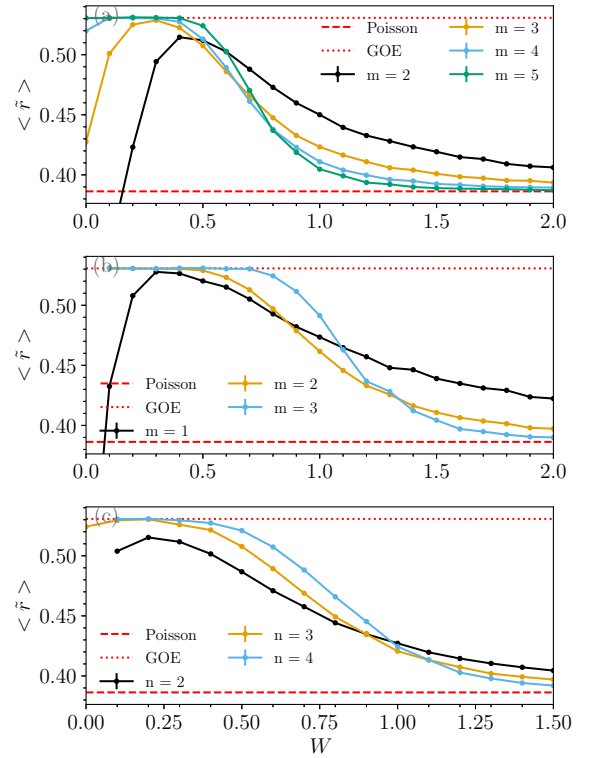 (a)
Poisson
GOE
m = 2
m = 3
m = 4
m = 5
0.50
0.45
0.40
< r̃ >
0.0 0.5 1.0 1.5 2.0
(b)
Poisson
GOE
m = 1
m = 2
m = 3
0.50
0.45
0.40
< r̃ >
0.0 0.5 1.0 1.5 2.0
(c)
Poisson
GOE
n = 2
n = 3
n = 4
0.50
0.45
0.40
< r̃ >
0.00 0.25 0.50 0.75 1.00 1.25 1.50
W